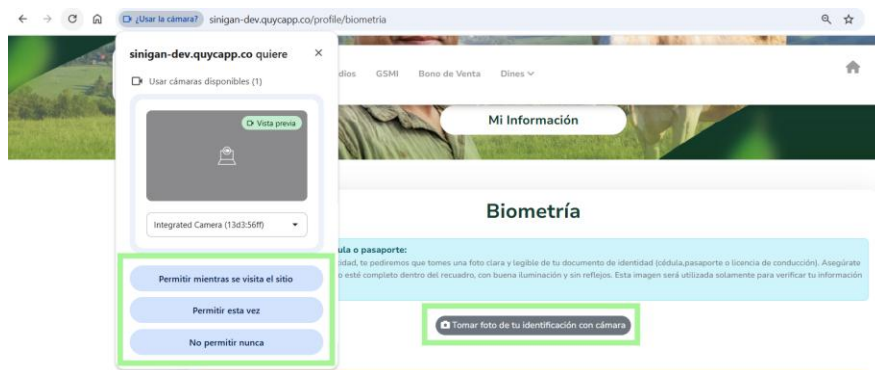 ¿Usar la cámara? sinigan-dev.quycapp.co/profile/biometria
sinigan-dev.quycapp.co quiere
Usar cámaras disponibles (1)
Vista previa
Integrated Camera (13d3:56ff)
Permitir mientras se visita el sitio
Permitir esta vez
No permitir nunca
dios GSMI Bono de Venta Dines
Mi Información
Biometría
ula o pasaporte:
tidad, te pediremos que tomes una foto clara y legible de tu documento de identidad (cédula,pasaporte o licencia de conducción). Asegúrate
o esté completo dentro del recuadro, con buena iluminación y sin reflejos. Esta imagen será utilizada solamente para verificar tu información
Tomar foto de tu identificación con cámara